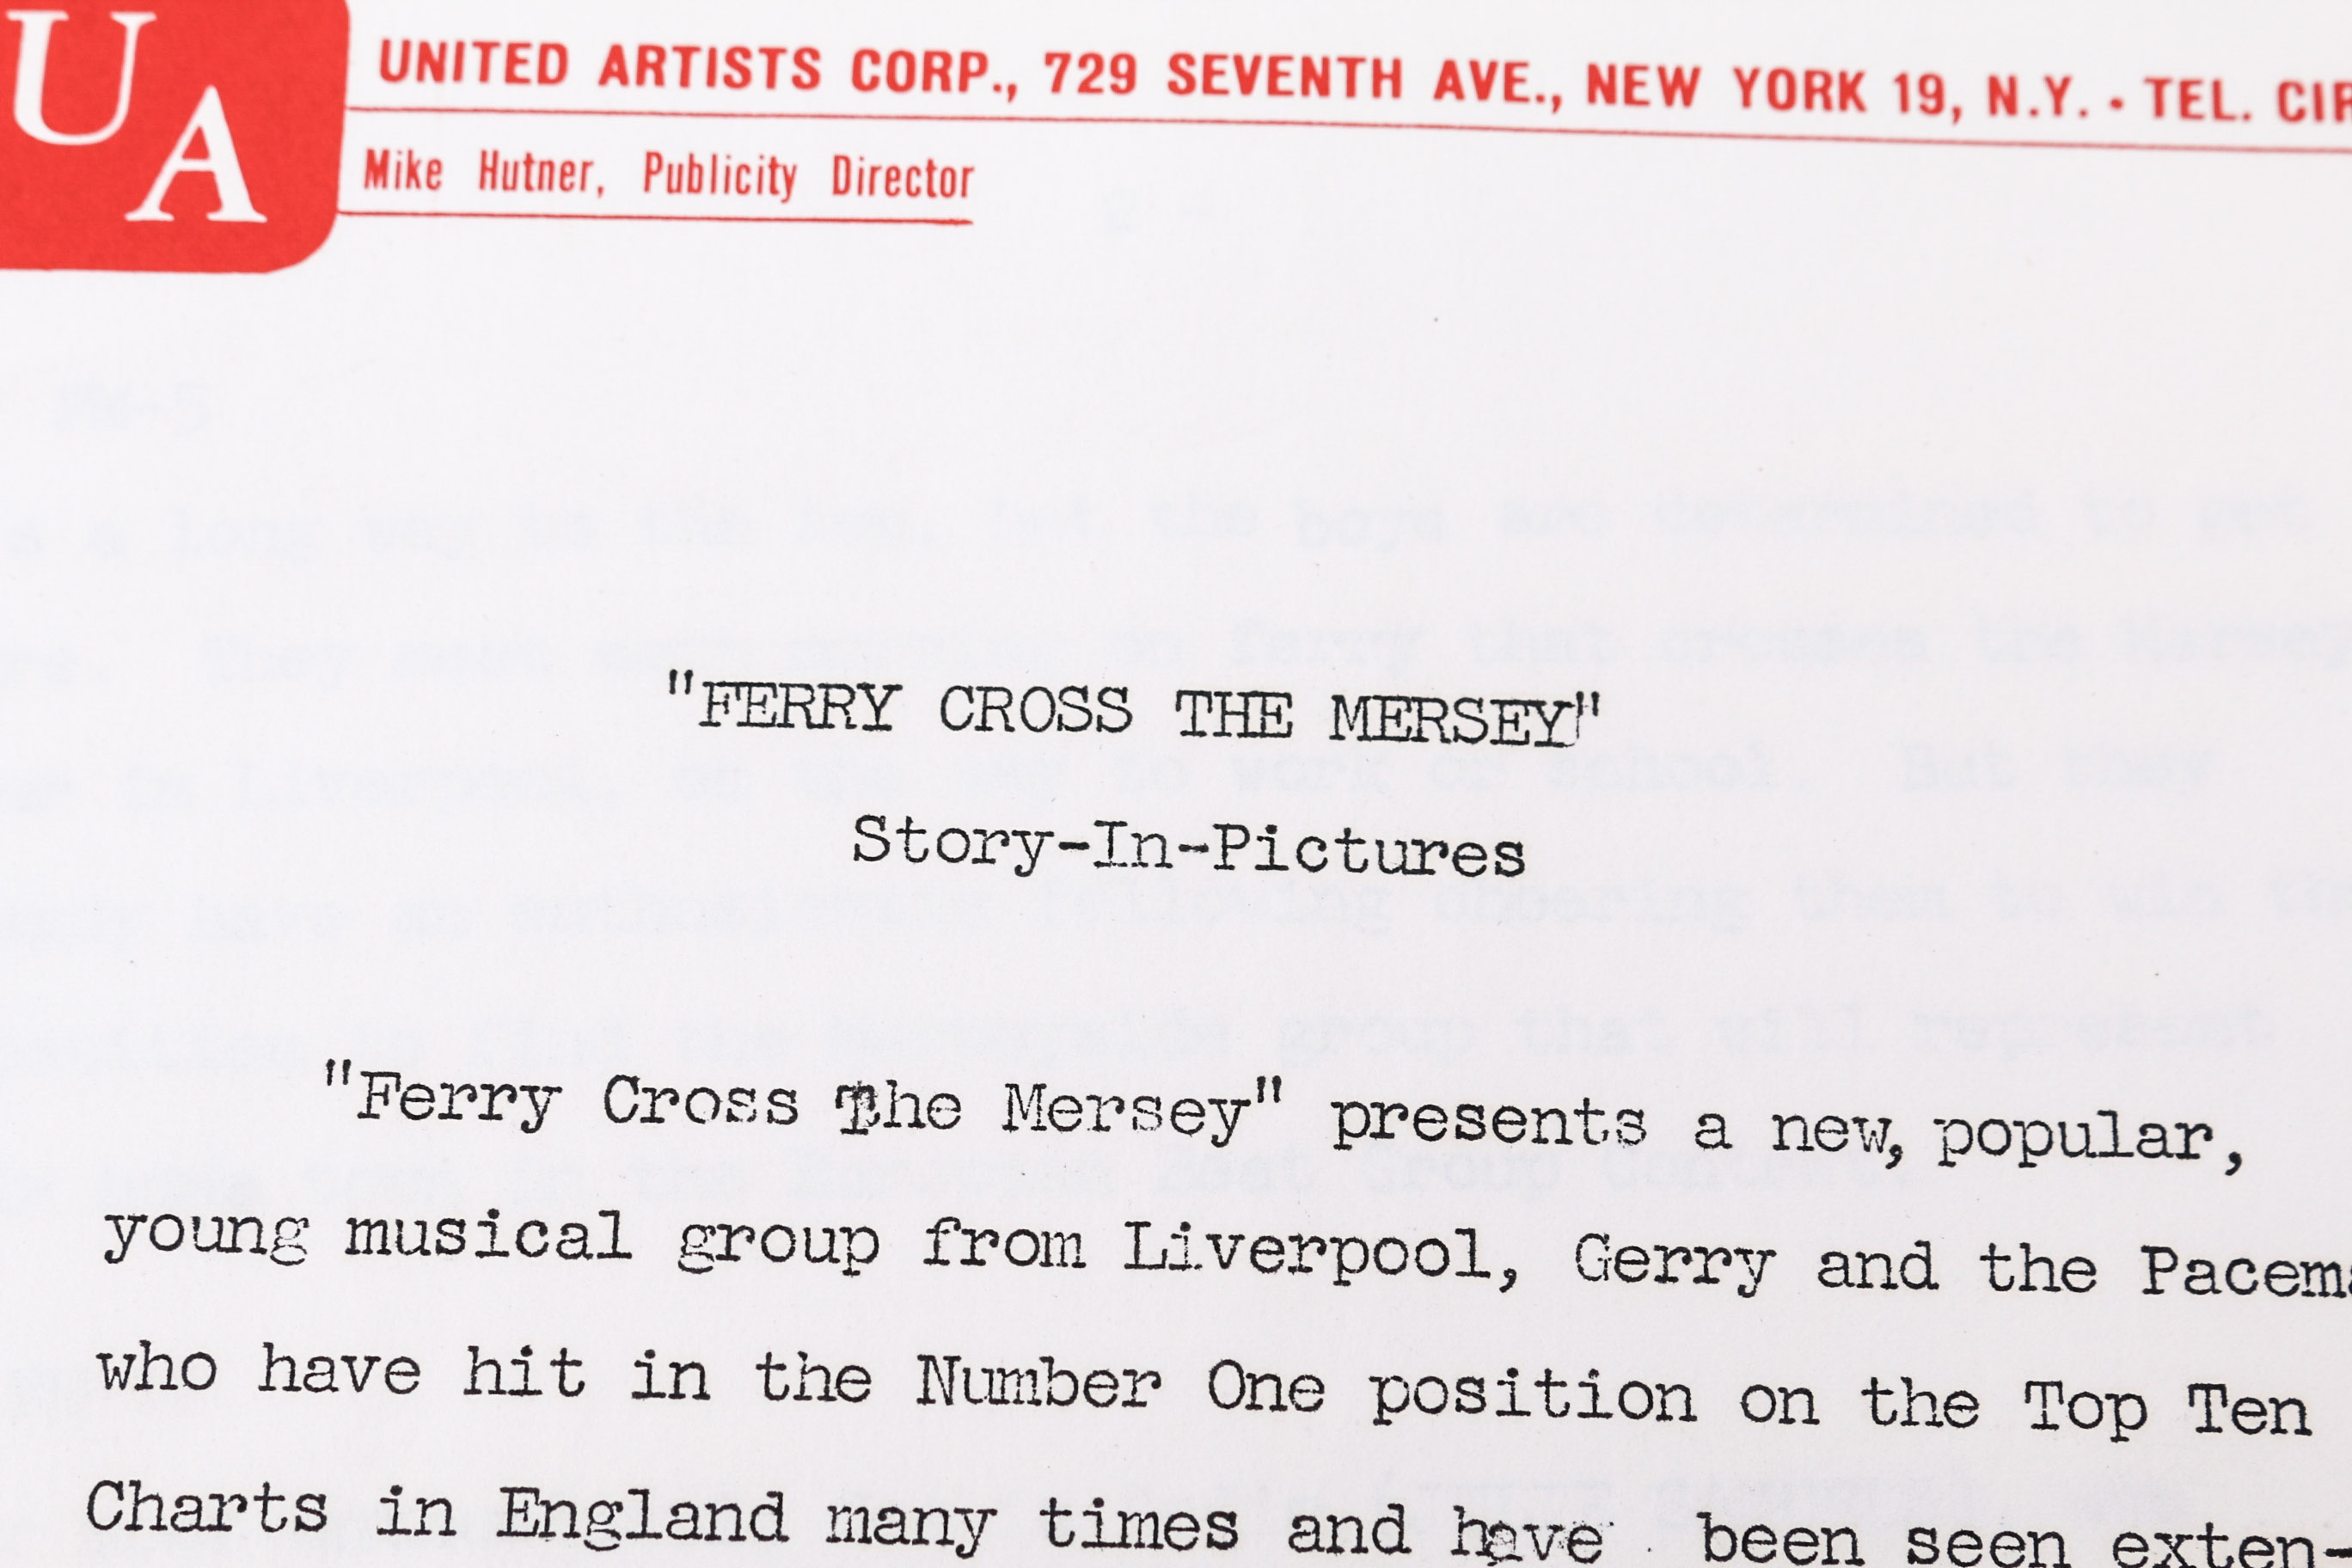 UA
UNITED ARTISTS CORP., 729 SEVENTH AVE., NEW YORK 19, N.Y. • TEL. CIR
Mike Hutner, Publicity Director
"FERRY CROSS THE MERSEY"
Story-In-Pictures
"Ferry Cross The Mersey" presents a new, popular,
young musical group from Liverpool, Gerry and the Pacem
who have hit in the Number One position on the Top Ten
Charts in England many times and have been seen exten-